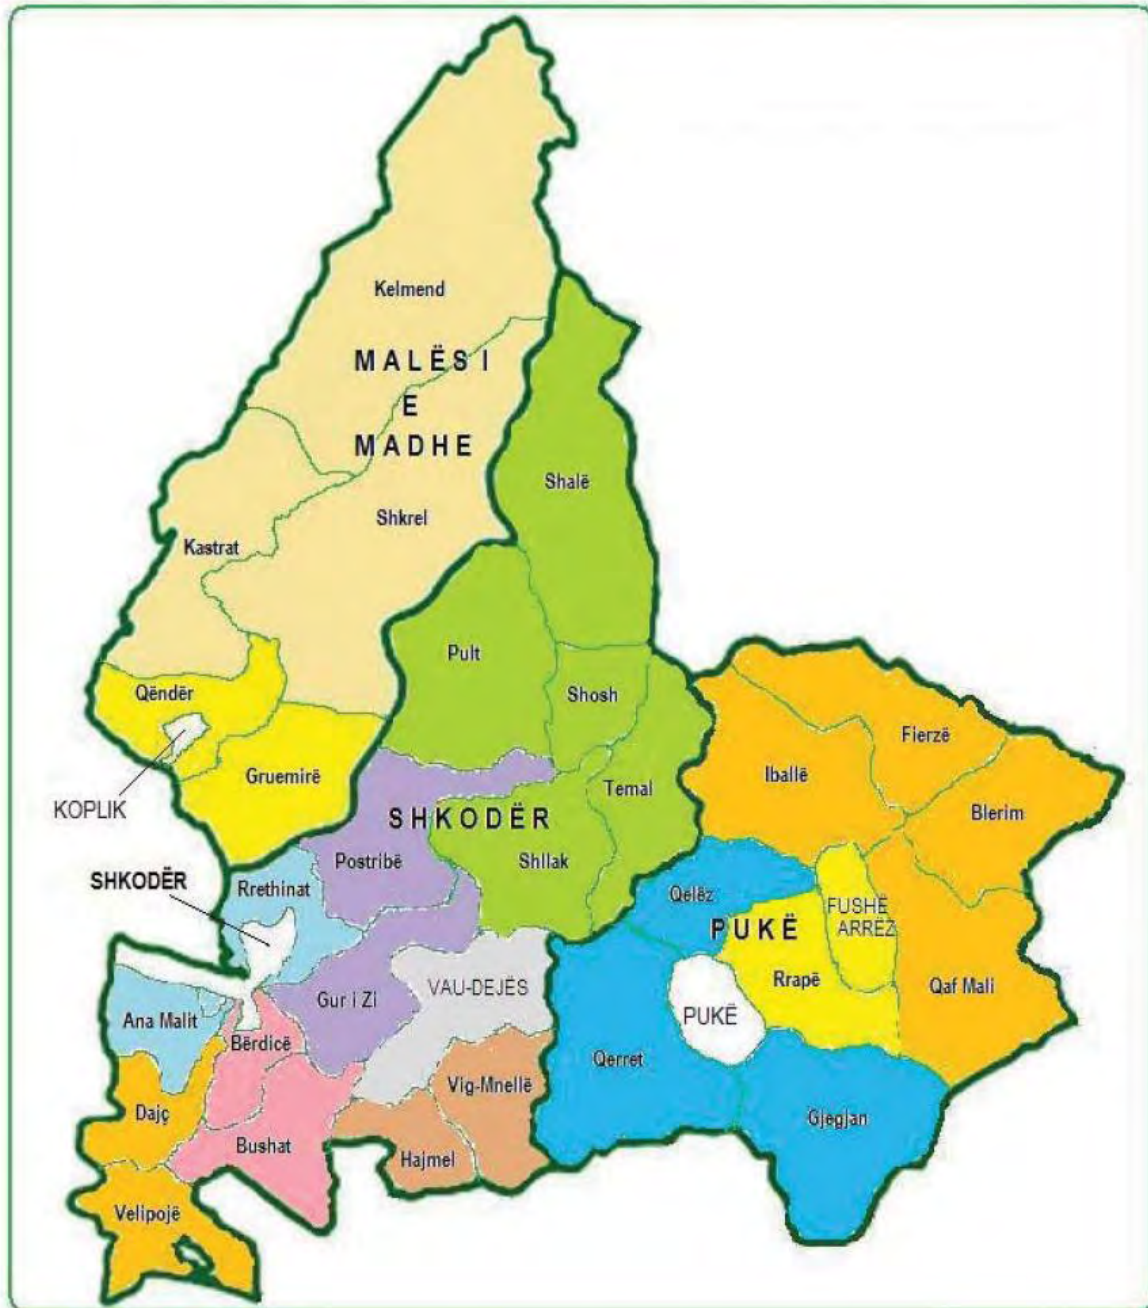 Kelmend
MALËSI
E
MADHE
Shalë
Shkrel
Kastrat
Pult
Qëndër
Shosh
Fierzë
Gruemirë
Iballë
Temal
KOPLIK
Blerim
SHKODËR
Postribë
Shllak
SHKODËR
Rrethinat
Qelëz
FUSHË
ARRËZ
PUKË
Rrapë
VAU-DEJËS
Qaf Mali
Gur i Zi
PUKË
Ana Malit
Bërdicë
Qerret
Vig-Mnellë
Dajç
Gjegjan
Bushat
Hajmel
Velipojë